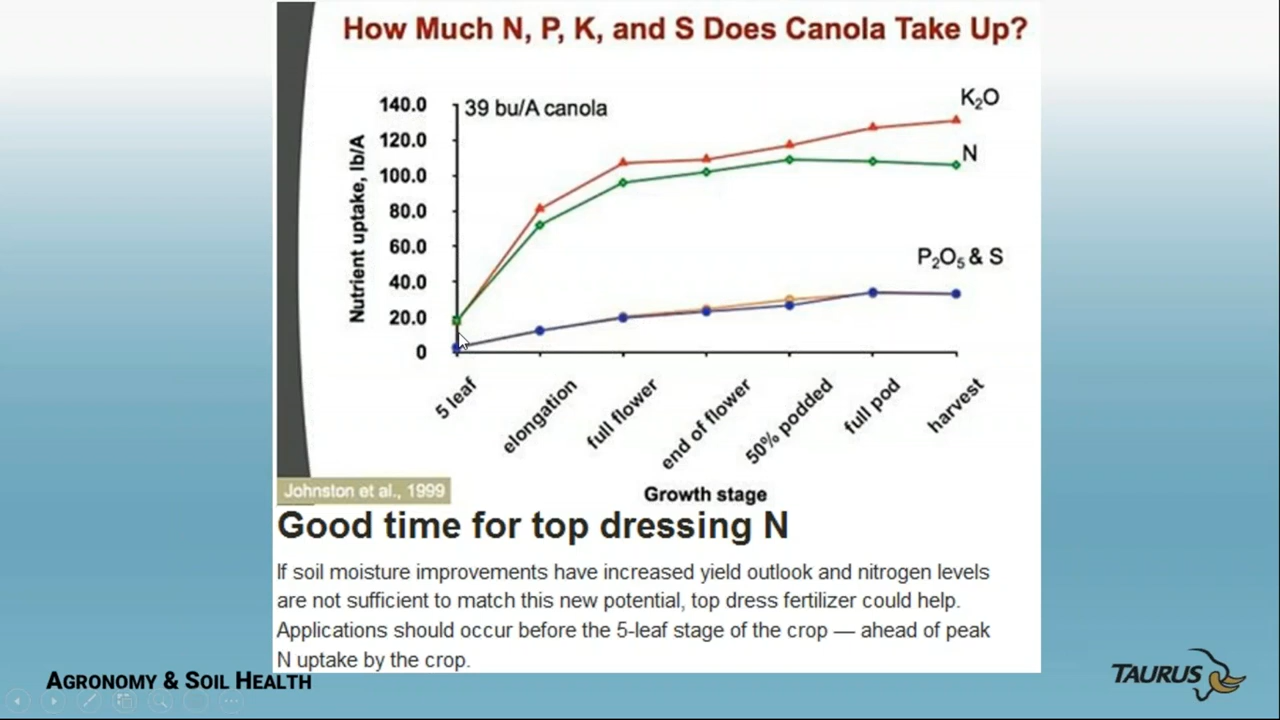 How Much N, P, K, and S Does Canola Take Up?
39 bu/A canola
K₂O
N
P₂O₅ & S
Nutrient uptake, lb/A
140.0
120.0
100.0
80.0
60.0
40.0
20.0
0
5 leaf
elongation
full flower
end of flower
50% podded
full pod
harvest
Growth stage
Johnston et al., 1999
Good time for top dressing N
If soil moisture improvements have increased yield outlook and nitrogen levels
are not sufficient to match this new potential, top dress fertilizer could help.
Applications should occur before the 5-leaf stage of the crop — ahead of peak
N uptake by the crop.
AGRONOMY & SOIL HEALTH
TAURUS